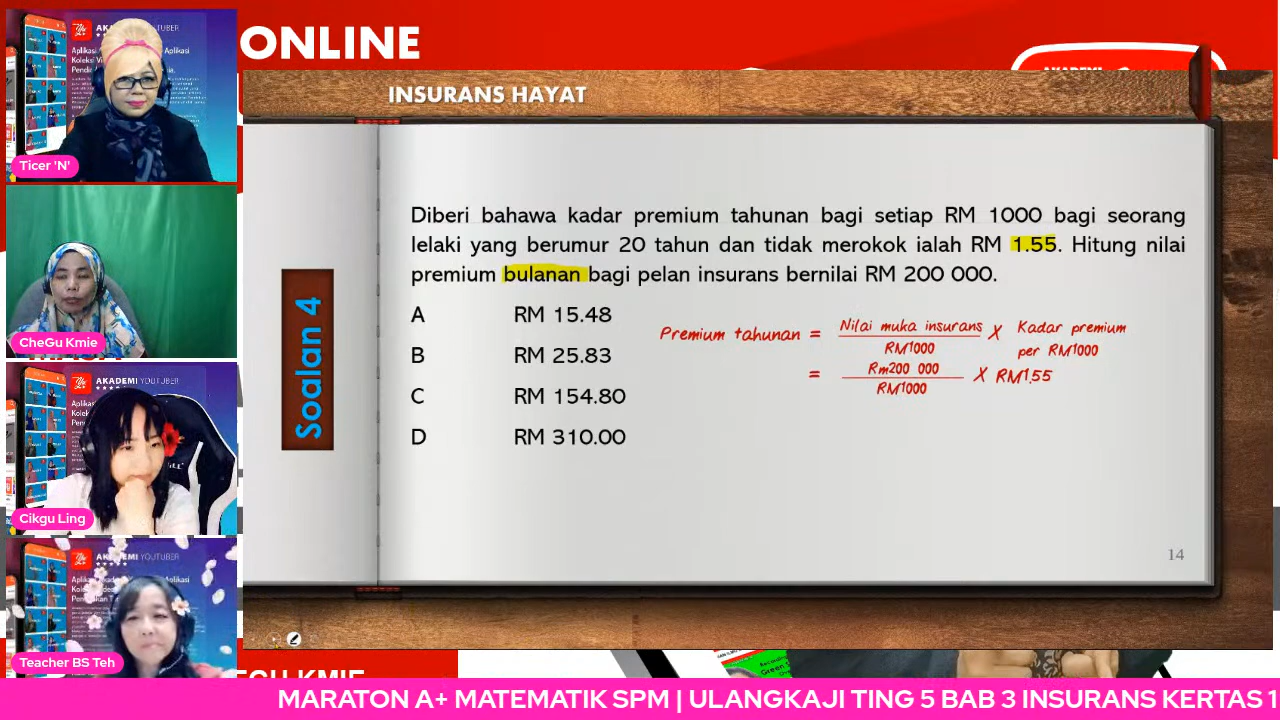 ONLINE
AKADEMI
INSURANS HAYAT
AKADEMI YOUTUBER
Ticer 'N'
CheGu Kmie
Cikgu Ling
Teacher BS Teh
Soalan 4
Diberi bahawa kadar premium tahunan bagi setiap RM 1000 bagi seorang
lelaki yang berumur 20 tahun dan tidak merokok ialah RM 1.55. Hitung nilai
premium bulanan bagi pelan insurans bernilai RM 200 000.
A RM 15.48
B RM 25.83
C RM 154.80
D RM 310.00
Premium tahunan = Nilai muka insurans / RM1000 X Kadar premium per RM1000
= Rm200 000 / RM1000 X RM1.55
14
MARATON A+ MATEMATIK SPM | ULANGKAJI TING 5 BAB 3 INSURANS KERTAS 1